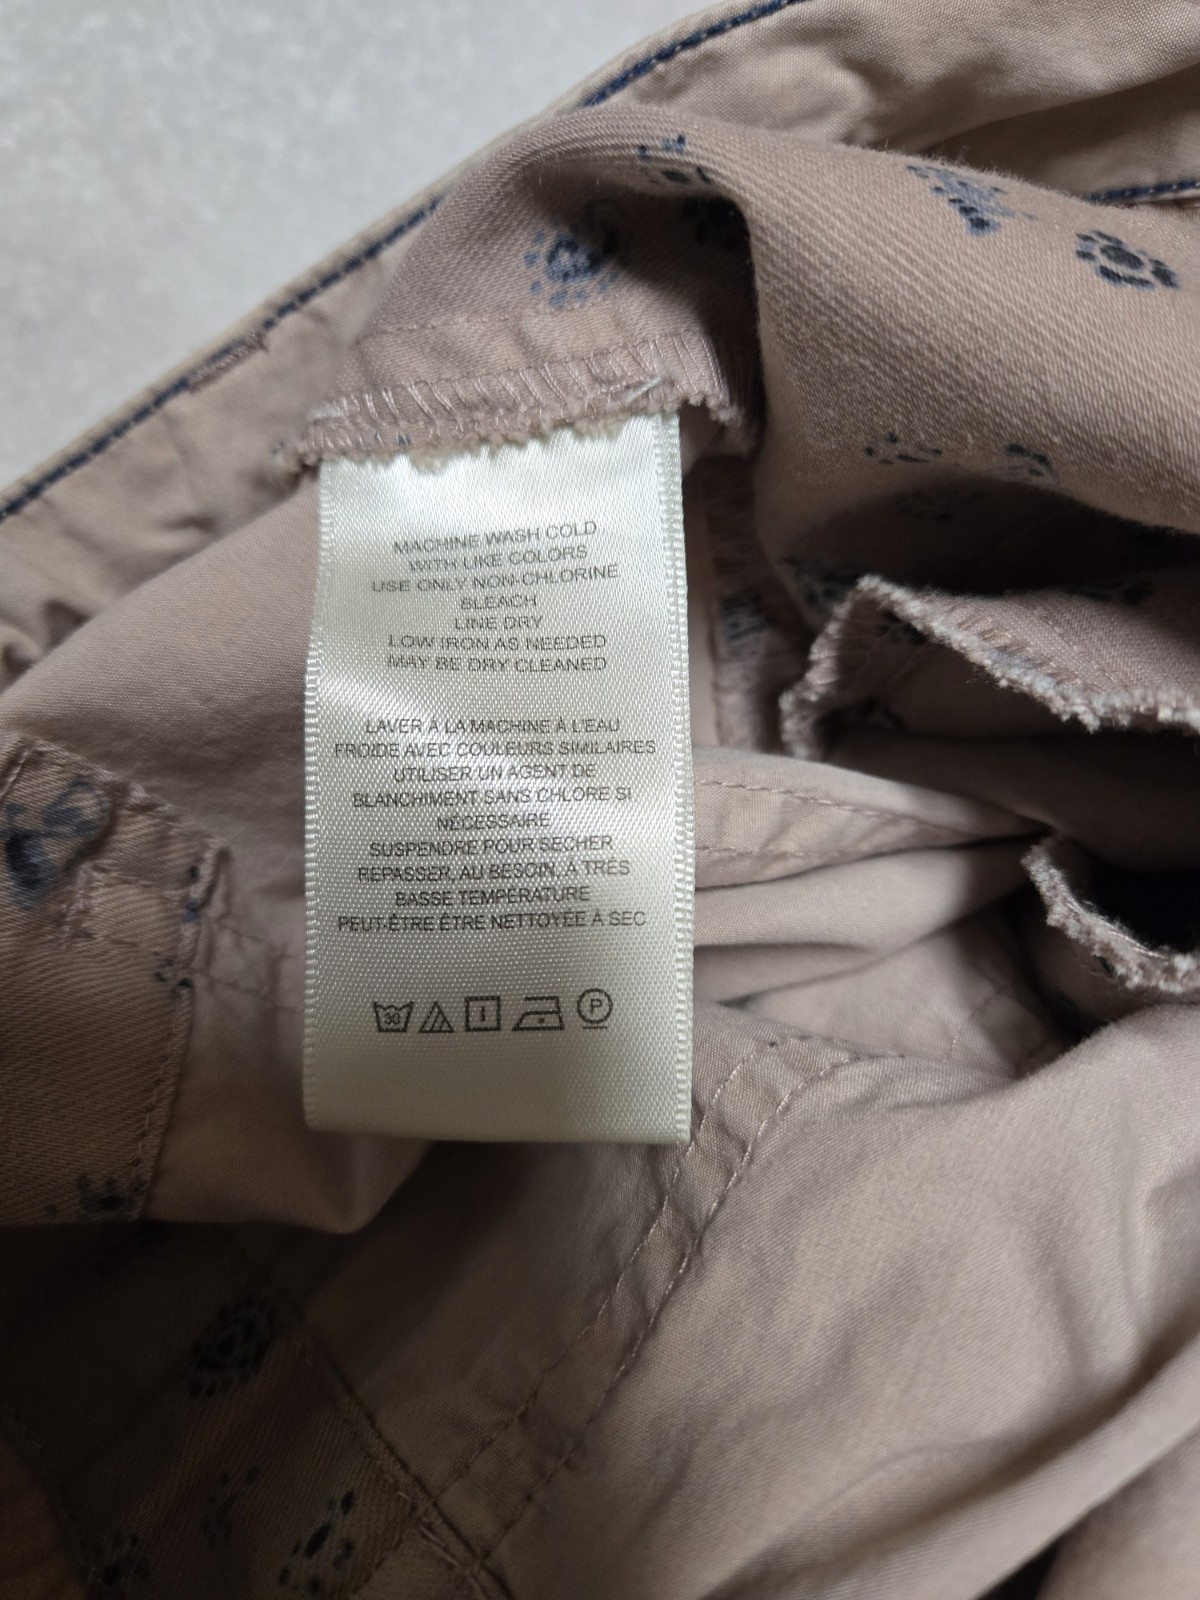 MACHINE WASH COLD
WITH LIKE COLORS
USE ONLY NON-CHLORINE
BLEACH
LINE DRY
LOW IRON AS NEEDED
MAY BE DRY CLEANED
LAVER À LA MACHINE À L'EAU
FROIDE AVEC COULEURS SIMILAIRES
UTILISER UN AGENT DE
BLANCHIMENT SANS CHLORE SI
NÉCESSAIRE
SUSPENDRE POUR SÉCHER
REPASSER, AU BESOIN, À TRÈS
BASSE TEMPÉRATURE
PEUT-ÊTRE ÊTRE NETTOYÉE À SEC
30 P